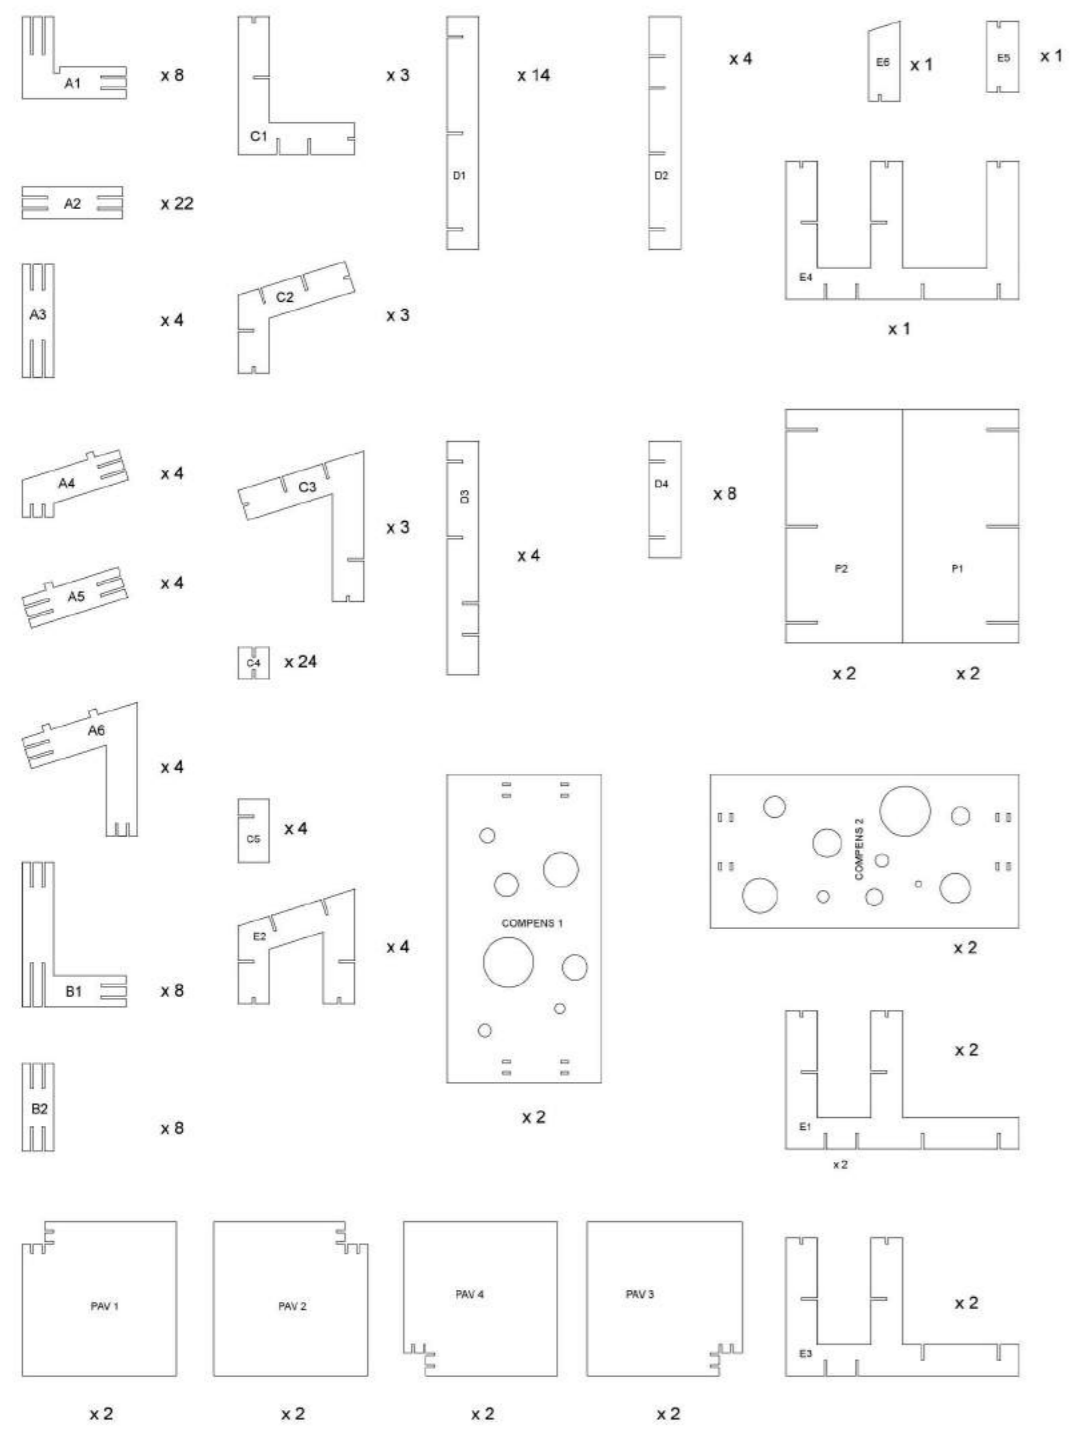 A1 x 8
A2 x 22
A3 x 4
A4 x 4
A5 x 4
A6 x 4
B1 x 8
B2 x 8
C1 x 3
C2 x 3
C3 x 3
C4 x 24
C5 x 4
E2 x 4
D1 x 14
D3 x 4
COMPENS 1
x 2
D2 x 4
D4 x 8
E6 x 1
E5 x 1
E4
x 1
P2 P1
x 2 x 2
COMPENS 2
x 2
x 2
E1
x 2
x 2
E3
PAV 1 PAV 2 PAV 4 PAV 3
x 2 x 2 x 2 x 2